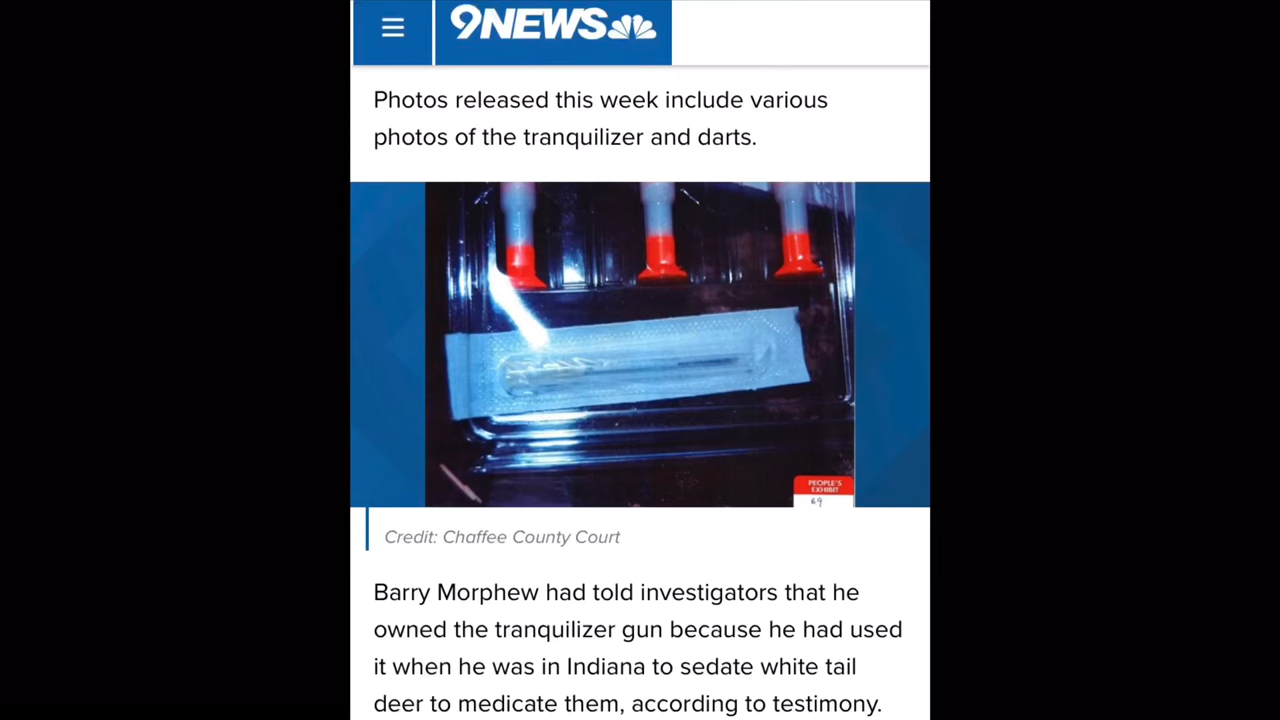 9NEWS
Photos released this week include various
photos of the tranquilizer and darts.
PEOPLE'S
EXHIBIT
69
Credit: Chaffee County Court
Barry Morphew had told investigators that he
owned the tranquilizer gun because he had used
it when he was in Indiana to sedate white tail
deer to medicate them, according to testimony.